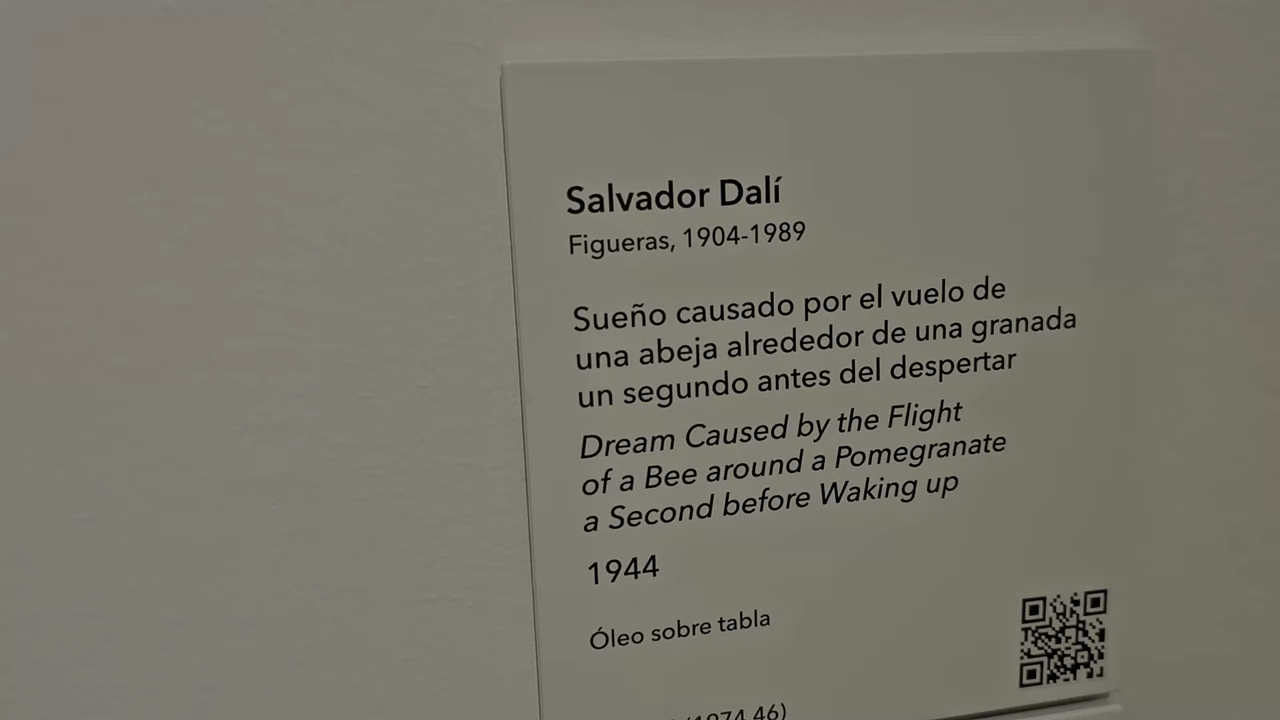 Salvador Dalí
Figueras, 1904-1989
Sueño causado por el vuelo de
una abeja alrededor de una granada
un segundo antes del despertar
Dream Caused by the Flight
of a Bee around a Pomegranate
a Second before Waking up
1944
Óleo sobre tabla
(1974.46)